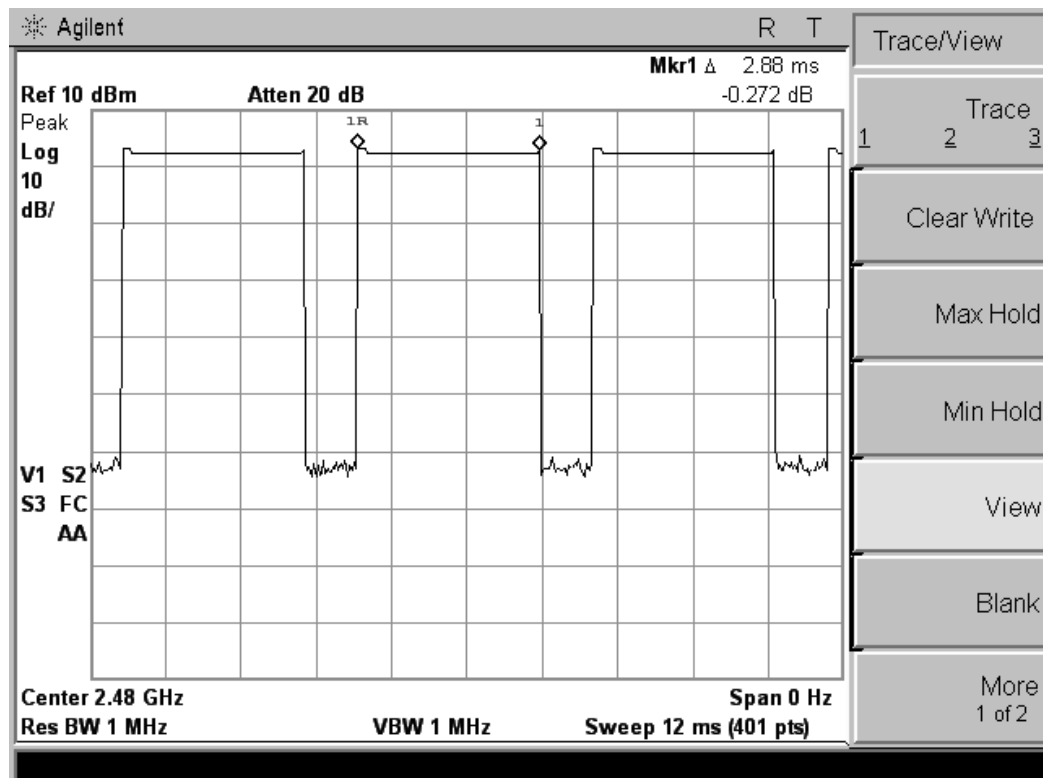 Agilent R T
Mkr1 Δ 2.88 ms
Ref 10 dBm Atten 20 dB -0.272 dB
Peak
Log
10
dB/
1R 1
V1 S2
S3 FC
AA
Center 2.48 GHz Span 0 Hz
Res BW 1 MHz VBW 1 MHz Sweep 12 ms (401 pts)
Trace/View
Trace
1 2 3
Clear Write
Max Hold
Min Hold
View
Blank
More
1 of 2